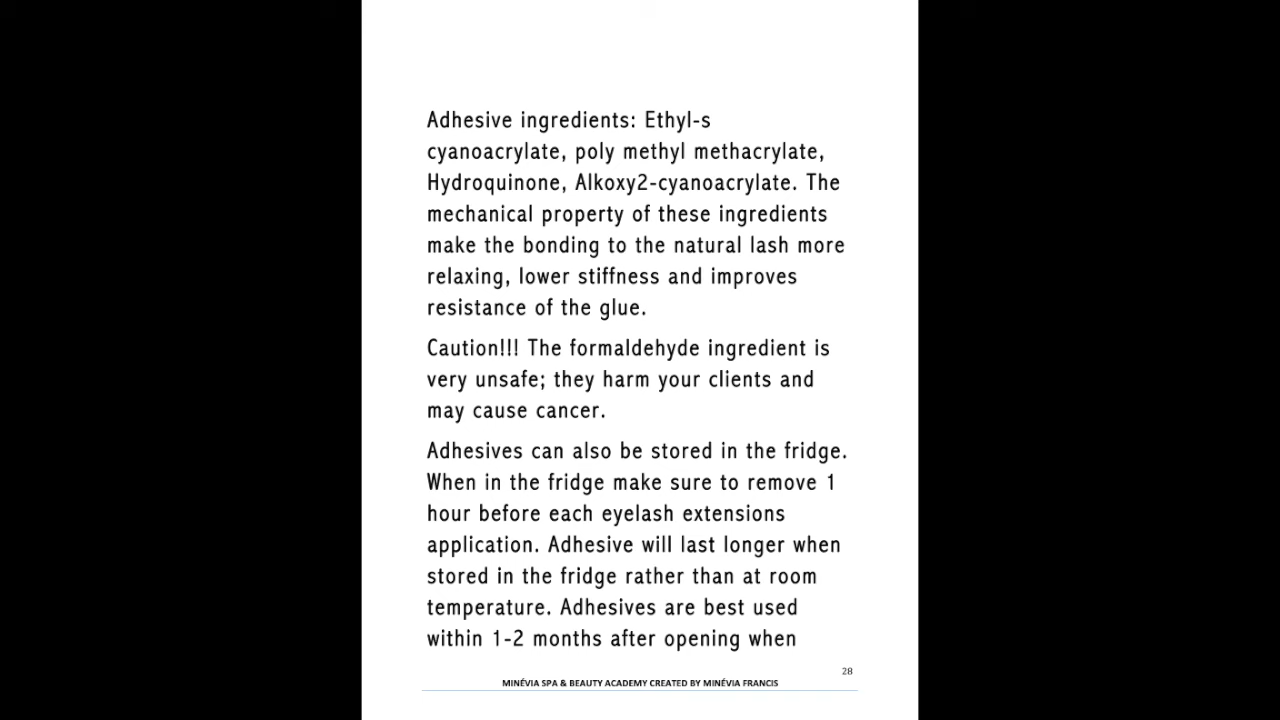 Adhesive ingredients: Ethyl-s
cyanoacrylate, poly methyl methacrylate,
Hydroquinone, Alkoxy2-cyanoacrylate. The
mechanical property of these ingredients
make the bonding to the natural lash more
relaxing, lower stiffness and improves
resistance of the glue.
Caution!!! The formaldehyde ingredient is
very unsafe; they harm your clients and
may cause cancer.
Adhesives can also be stored in the fridge.
When in the fridge make sure to remove 1
hour before each eyelash extensions
application. Adhesive will last longer when
stored in the fridge rather than at room
temperature. Adhesives are best used
within 1-2 months after opening when
28
MINÉVIA SPA & BEAUTY ACADEMY CREATED BY MINÉVIA FRANCIS